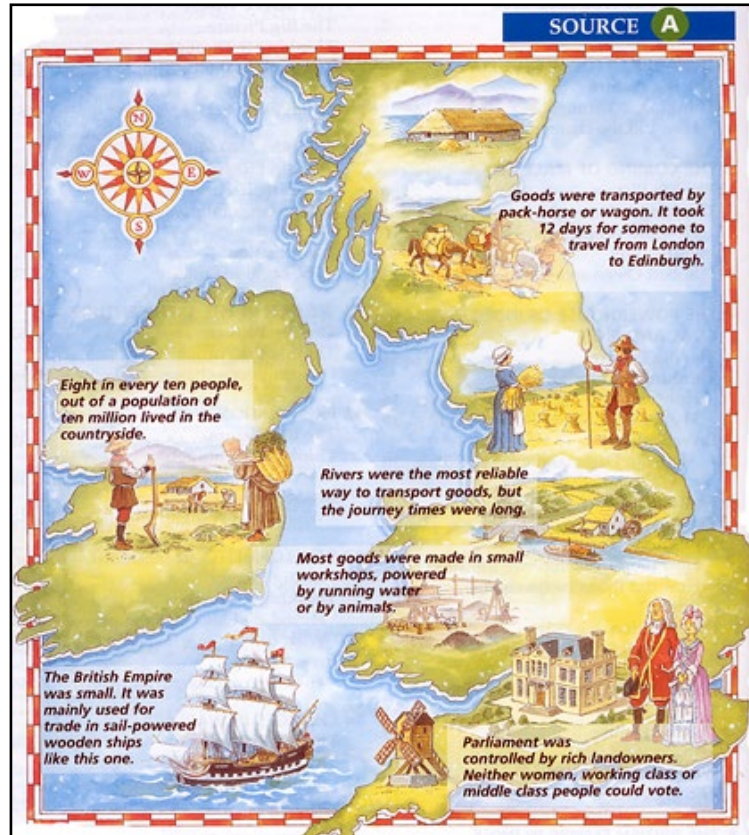 SOURCE A
N
W
E
S
Goods were transported by
pack-horse or wagon. It took
12 days for someone to
travel from London
to Edinburgh.
Eight in every ten people,
out of a population of
ten million lived in the
countryside.
Rivers were the most reliable
way to transport goods, but
the journey times were long.
Most goods were made in small
workshops, powered
by running water
or by animals.
The British Empire
was small. It was
mainly used for
trade in sail-powered
wooden ships
like this one.
Parliament was
controlled by rich landowners.
Neither women, working class or
middle class people could vote.